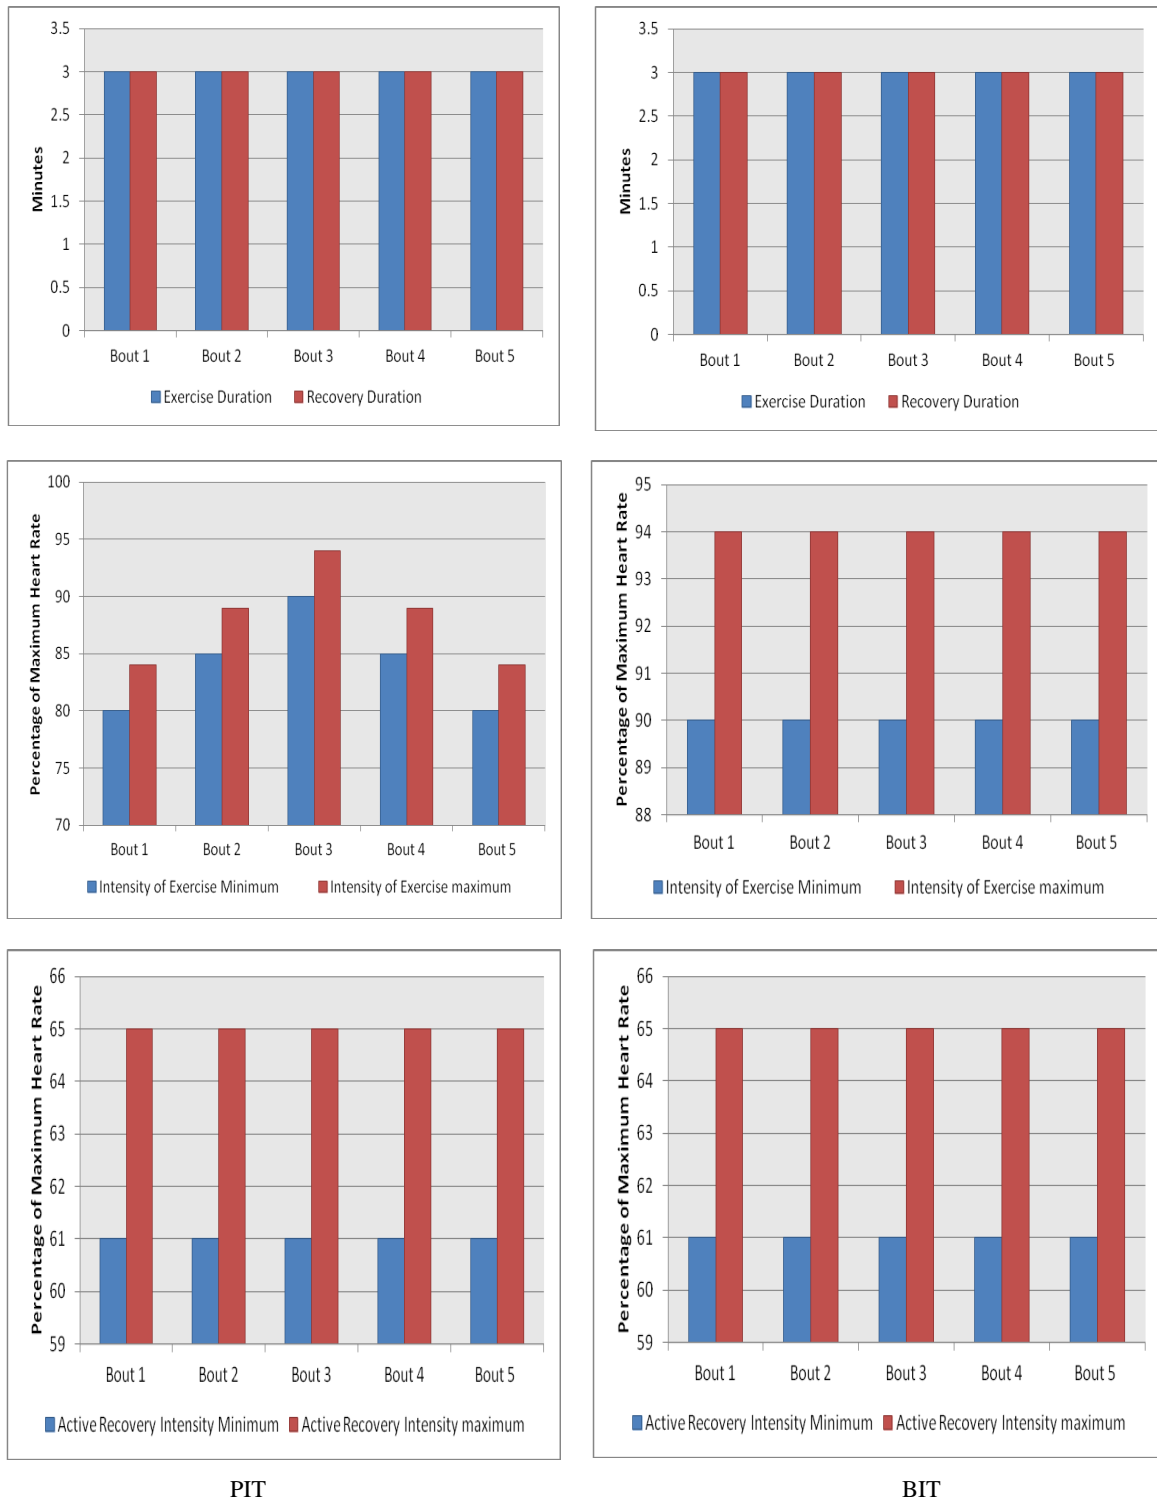 3.5
3
2.5
2
1.5
1
0.5
0
Minutes
Bout 1 Bout 2 Bout 3 Bout 4 Bout 5
Exercise Duration Recovery Duration
3.5
3
2.5
2
1.5
1
0.5
0
Minutes
Bout 1 Bout 2 Bout 3 Bout 4 Bout 5
Exercise Duration Recovery Duration
100
95
90
85
80
75
70
Percentage of Maximum Heart Rate
Bout 1 Bout 2 Bout 3 Bout 4 Bout 5
Intensity of Exercise Minimum Intensity of Exercise maximum
95
94
93
92
91
90
89
88
Percentage of Maximum Heart Rate
Bout 1 Bout 2 Bout 3 Bout 4 Bout 5
Intensity of Exercise Minimum Intensity of Exercise maximum
66
65
64
63
62
61
60
59
Percentage of Maximum Heart Rate
Bout 1 Bout 2 Bout 3 Bout 4 Bout 5
Active Recovery Intensity Minimum Active Recovery Intensity maximum
66
65
64
63
62
61
60
59
Percentage of Maximum Heart Rate
Bout 1 Bout 2 Bout 3 Bout 4 Bout 5
Active Recovery Intensity Minimum Active Recovery Intensity maximum
PIT BIT